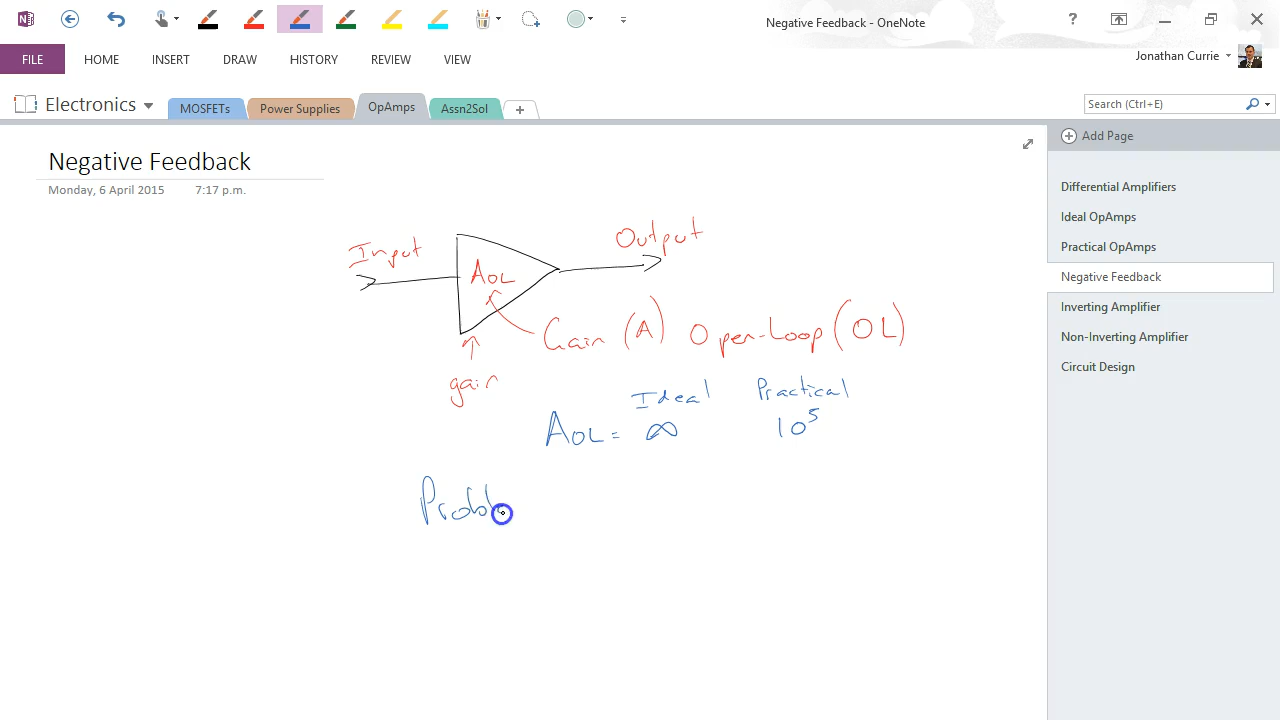 Negative Feedback - OneNote
?
FILE
HOME
INSERT
DRAW
HISTORY
REVIEW
VIEW
Jonathan Currie
Electronics
MOSFETs
Power Supplies
OpAmps
Assn2Sol
+
Search (Ctrl+E)
Negative Feedback
Monday, 6 April 2015 7:17 p.m.
Add Page
Differential Amplifiers
Ideal OpAmps
Practical OpAmps
Negative Feedback
Inverting Amplifier
Non-Inverting Amplifier
Circuit Design
Input
Output
AOL
Gain (A) Open-Loop (OL)
gain
Ideal Practical
AOL = ∞ 10⁵
Probl